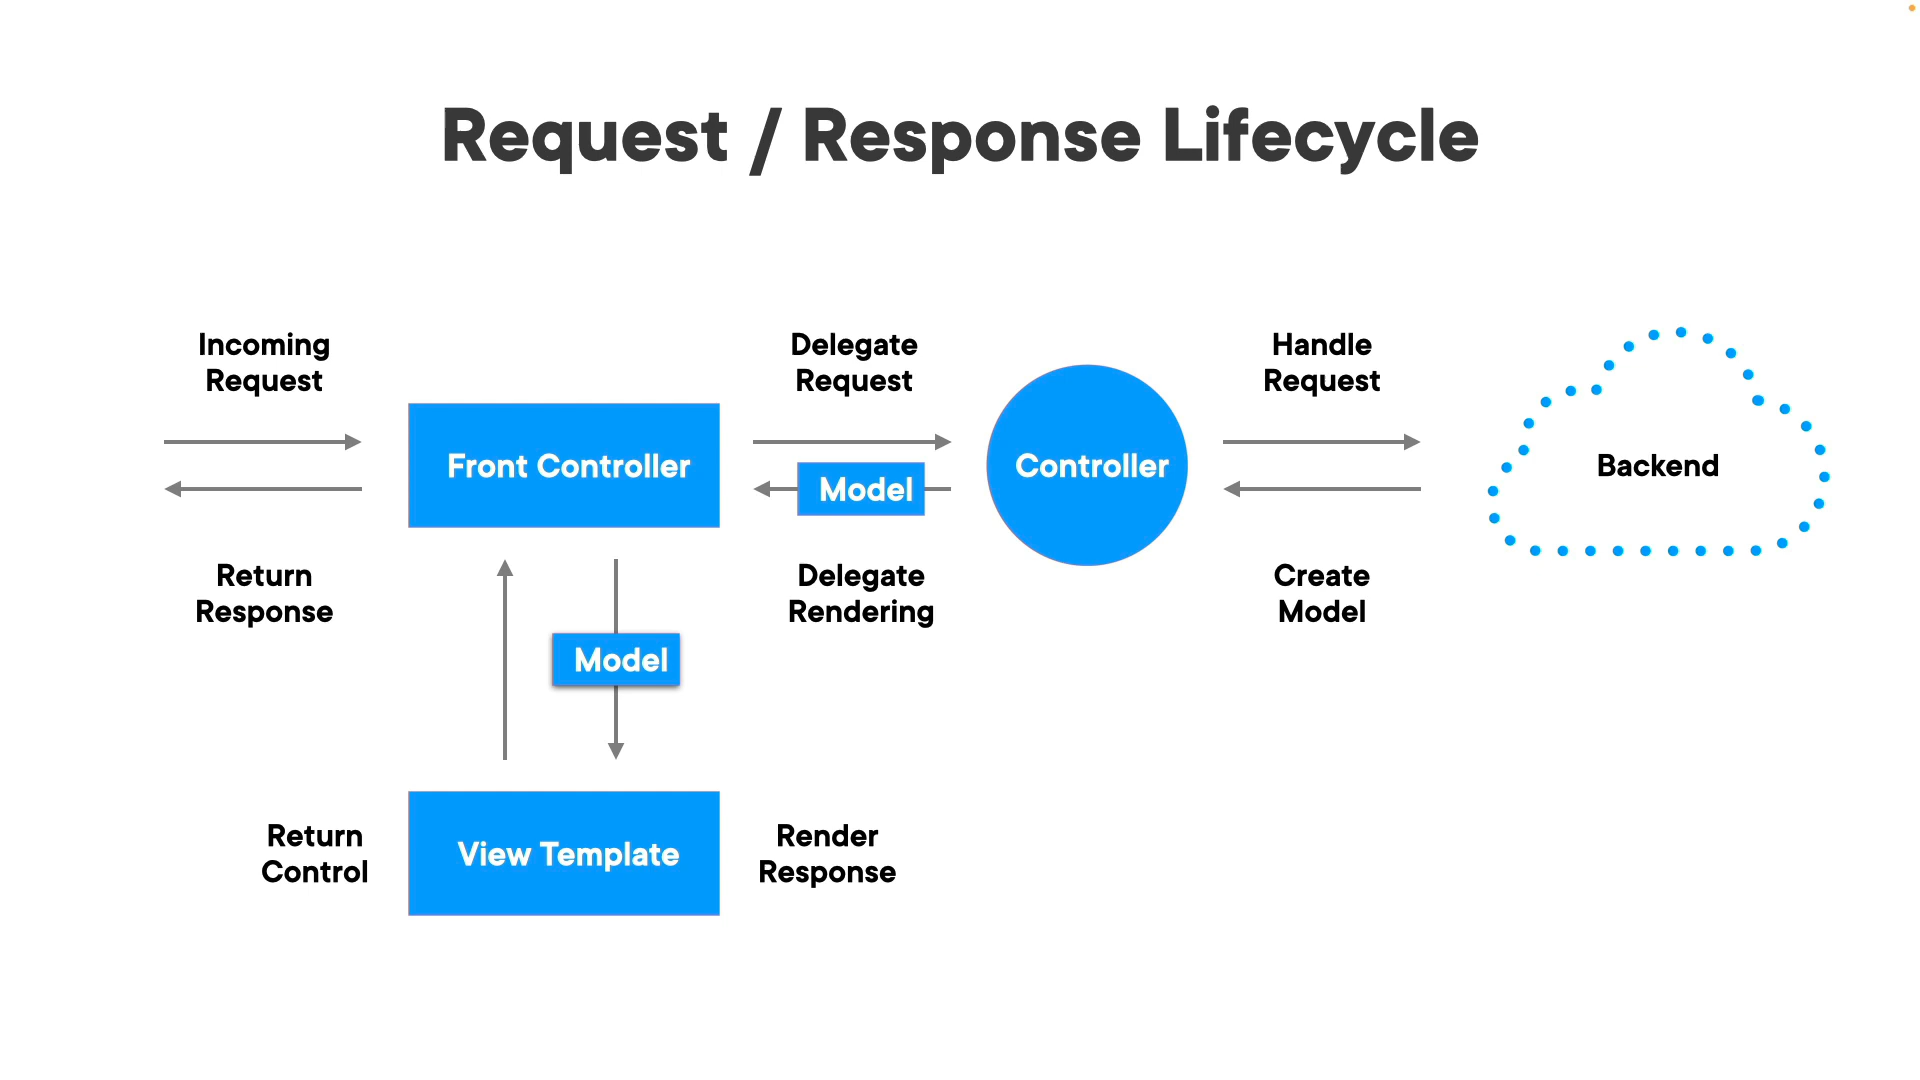 Request / Response Lifecycle
Incoming
Request
Delegate
Request
Handle
Request
Front Controller
Controller
Backend
Model
Return
Response
Delegate
Rendering
Create
Model
Model
Return
Control
View Template
Render
Response